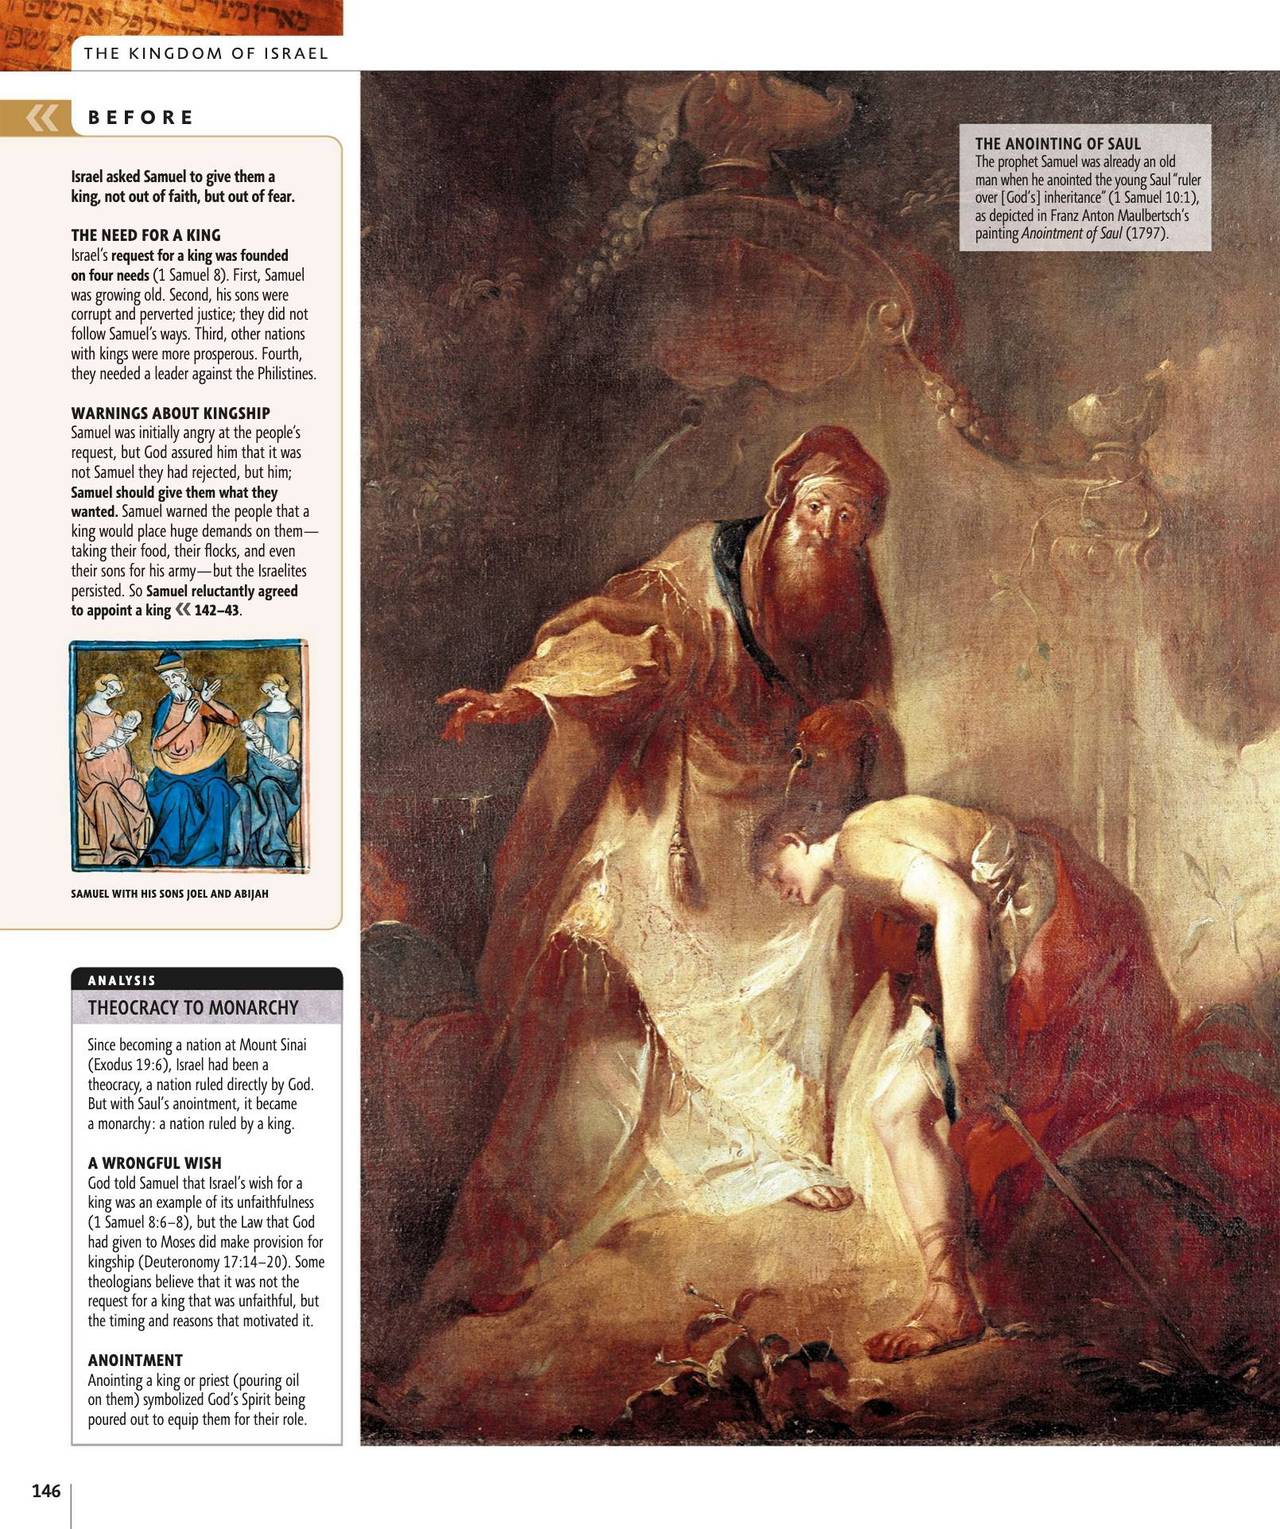 THE KINGDOM OF ISRAEL
BEFORE
Israel asked Samuel to give them a
king, not out of faith, but out of fear.
THE NEED FOR A KING
Israel's request for a king was founded
on four needs (1 Samuel 8). First, Samuel
was growing old. Second, his sons were
corrupt and perverted justice; they did not
follow Samuel's ways. Third, other nations
with kings were more prosperous. Fourth,
they needed a leader against the Philistines.
WARNINGS ABOUT KINGSHIP
Samuel was initially angry at the people's
request, but God assured him that it was
not Samuel they had rejected, but him;
Samuel should give them what they
wanted. Samuel warned the people that a
king would place huge demands on them—
taking their food, their flocks, and even
their sons for his army—but the Israelites
persisted. So Samuel reluctantly agreed
to appoint a king « 142–43.
SAMUEL WITH HIS SONS JOEL AND ABIJAH
ANALYSIS
THEOCRACY TO MONARCHY
Since becoming a nation at Mount Sinai
(Exodus 19:6), Israel had been a
theocracy, a nation ruled directly by God.
But with Saul's anointment, it became
a monarchy: a nation ruled by a king.
A WRONGFUL WISH
God told Samuel that Israel's wish for a
king was an example of its unfaithfulness
(1 Samuel 8:6–8), but the Law that God
had given to Moses did make provision for
kingship (Deuteronomy 17:14–20). Some
theologians believe that it was not the
request for a king that was unfaithful, but
the timing and reasons that motivated it.
ANOINTMENT
Anointing a king or priest (pouring oil
on them) symbolized God's Spirit being
poured out to equip them for their role.
THE ANOINTING OF SAUL
The prophet Samuel was already an old
man when he anointed the young Saul "ruler
over [God's] inheritance" (1 Samuel 10:1),
as depicted in Franz Anton Maulbertsch's
painting Anointment of Saul (1797).
146